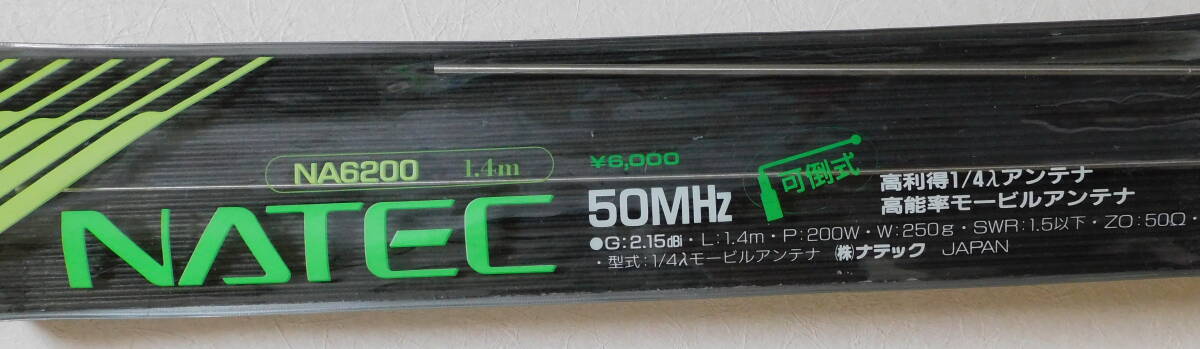 NA6200 1.4m
NATEC
¥6,000
50MHz
可倒式
高利得1/4λアンテナ
高能率モービルアンテナ
●G:2.15dBi・L:1.4m・P:200W・W:250g・SWR:1.5以下・ZO:50Ω
・型式:1/4λモービルアンテナ ㈱ナテック JAPAN